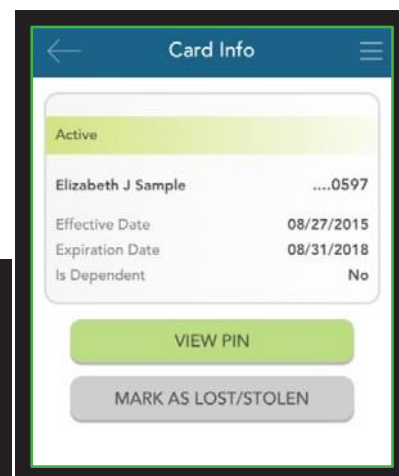 Card Info
Active
Elizabeth J Sample ....0597
Effective Date 08/27/2015
Expiration Date 08/31/2018
Is Dependent No
VIEW PIN
MARK AS LOST/STOLEN